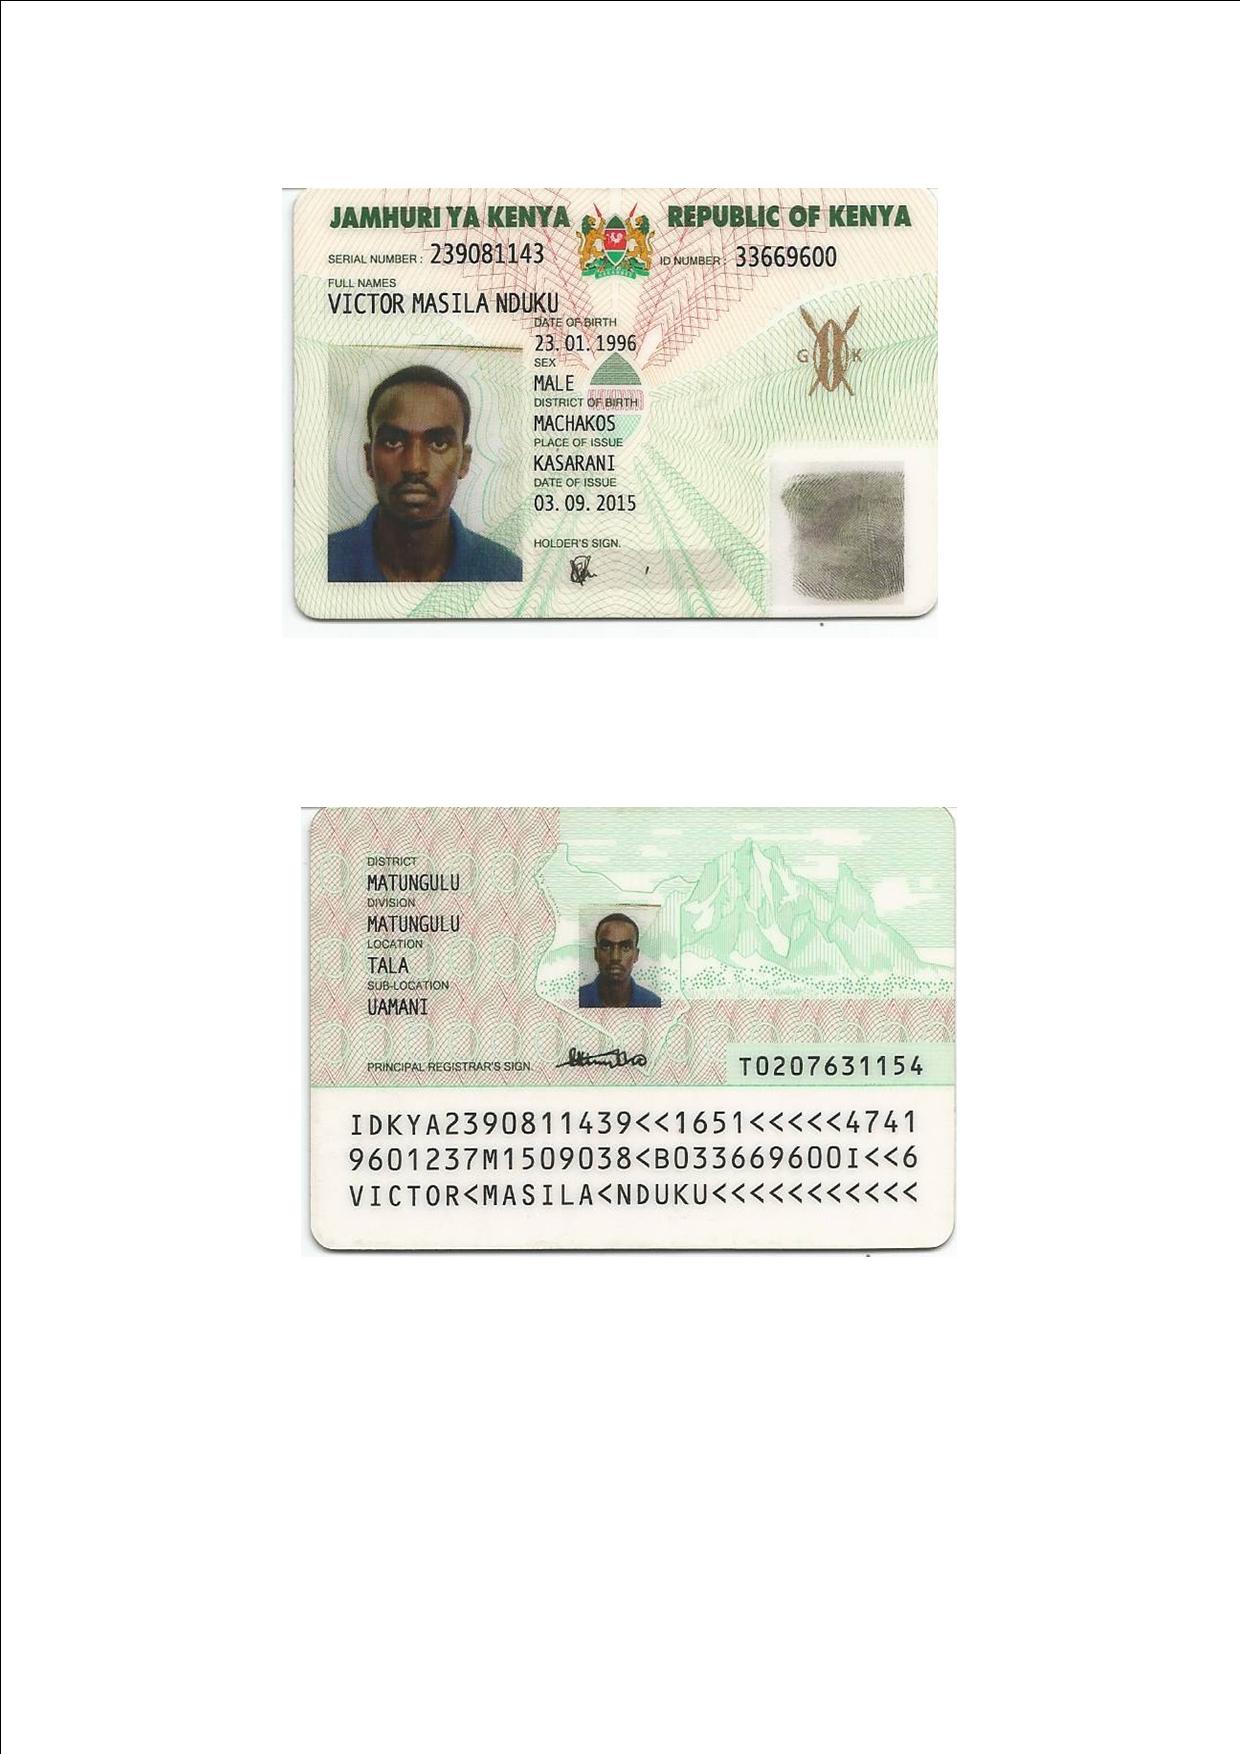 JAMHURI YA KENYA REPUBLIC OF KENYA
SERIAL NUMBER : 239081143 ID NUMBER : 33669600
FULL NAMES
VICTOR MASILA NDUKU
DATE OF BIRTH
23. 01. 1996
SEX
MALE
DISTRICT OF BIRTH
MACHAKOS
PLACE OF ISSUE
KASARANI
DATE OF ISSUE
03. 09. 2015
HOLDER'S SIGN.
G K
DISTRICT
MATUNGULU
DIVISION
MATUNGULU
LOCATION
TALA
SUB-LOCATION
UAMANI
PRINCIPAL REGISTRAR'S SIGN.
T0207631154
IDKYA2390811439<<1651<<<<<4741
9601237M1509038<B033669600I<<6
VICTOR<MASILA<NDUKU<<<<<<<<<<<